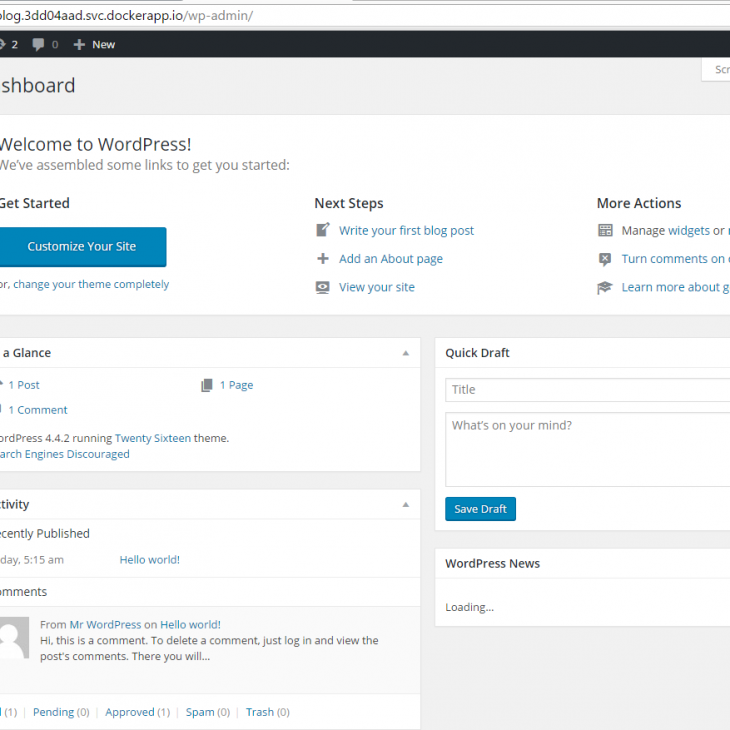 blog.3dd04aad.svc.dockerapp.io/wp-admin/
2 0 + New
shboard
Scr
Welcome to WordPress!
We've assembled some links to get you started:
Get Started
Customize Your Site
or, change your theme completely
Next Steps
Write your first blog post
Add an About page
View your site
More Actions
Manage widgets or
Turn comments on
Learn more about g
a Glance
1 Post
1 Page
1 Comment
ordPress 4.4.2 running Twenty Sixteen theme.
arch Engines Discouraged
ctivity
ecently Published
day, 5:15 am Hello world!
omments
From Mr WordPress on Hello world!
Hi, this is a comment. To delete a comment, just log in and view the
post's comments. There you will...
(1) | Pending (0) | Approved (1) | Spam (0) | Trash (0)
Quick Draft
Title
What's on your mind?
Save Draft
WordPress News
Loading...